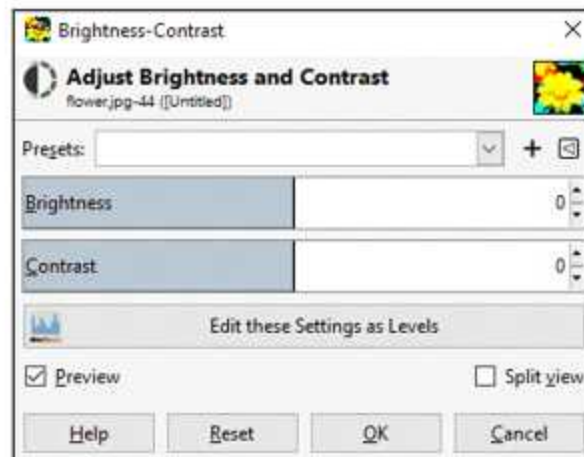 Brightness-Contrast
Adjust Brightness and Contrast
flower.jpg-44 ([Untitled])
Presets:
Brightness 0
Contrast 0
Edit these Settings as Levels
Preview Split view
Help Reset OK Cancel